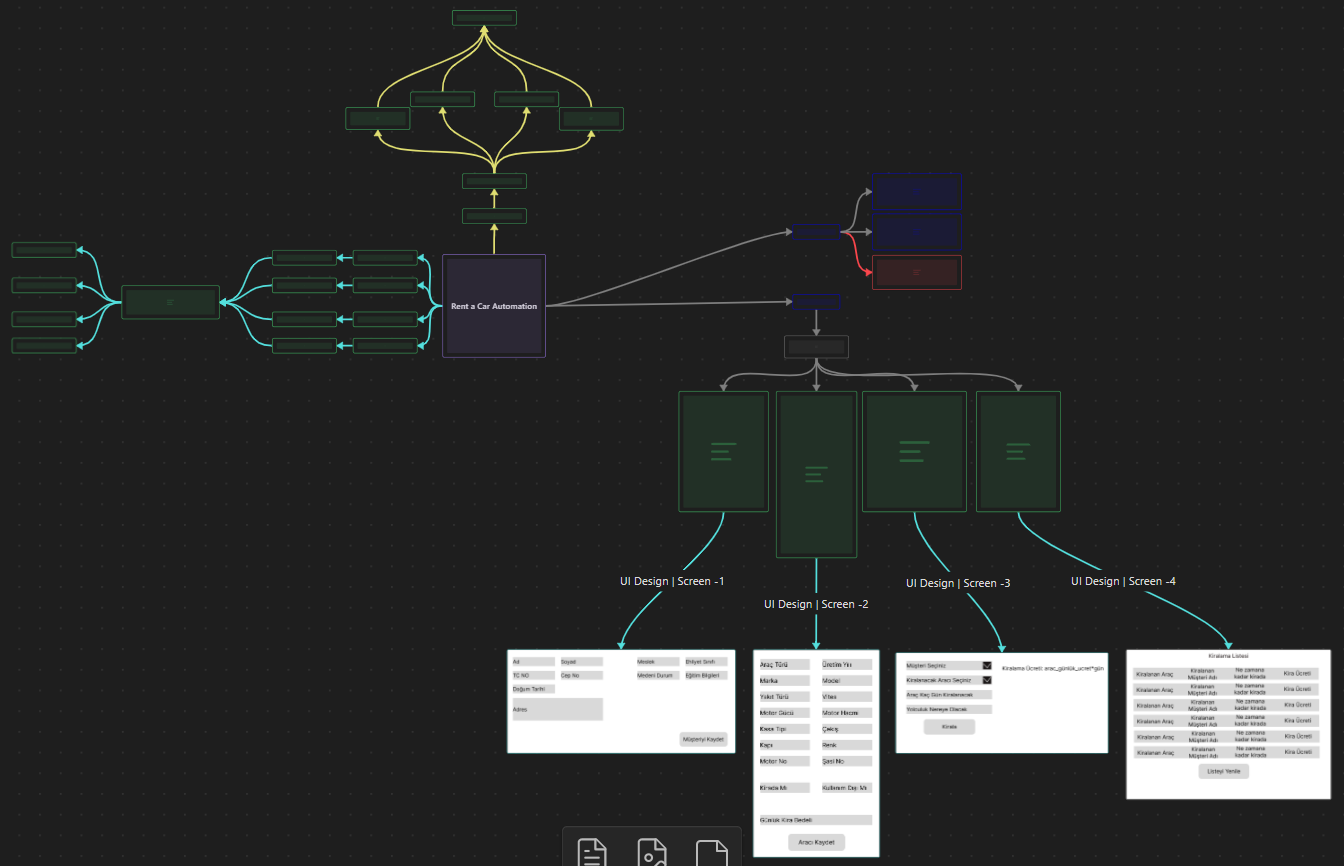 Rent a Car Automation
UI Design | Screen -1
UI Design | Screen -2
UI Design | Screen -3
UI Design | Screen -4
Ad
Soyad
Meslek
Ehliyet Sınıfı
TC NO
Cep No
Medeni Durum
Eğitim Bilgileri
Doğum Tarihi
Adres
Müşteriyi Kaydet
Araç Türü
Üretim Yılı
Marka
Model
Yakıt Türü
Vites
Motor Gücü
Motor Hacmi
Kasa Tipi
Çekiş
Kapı
Renk
Motor No
Şasi No
Kirada Mı
Kullanım Dışı Mı
Günlük Kira Bedeli
Aracı Kaydet
Müşteri Seçiniz
Kiralanacak Aracı Seçiniz
Araç Kaç Gün Kiralanacak
Yolculuk Nereye Olacak
Kirala
Kiralama Ücreti: arac_günlük_ucret*gün
Kiralama Listesi
Kiralanan Araç
Kiralanan
Müşteri Adı
Ne zamana
kadar kirada
Kira Ücreti
Kiralanan Araç
Kiralanan
Müşteri Adı
Ne zamana
kadar kirada
Kira Ücreti
Kiralanan Araç
Kiralanan
Müşteri Adı
Ne zamana
kadar kirada
Kira Ücreti
Kiralanan Araç
Kiralanan
Müşteri Adı
Ne zamana
kadar kirada
Kira Ücreti
Kiralanan Araç
Kiralanan
Müşteri Adı
Ne zamana
kadar kirada
Kira Ücreti
Kiralanan Araç
Kiralanan
Müşteri Adı
Ne zamana
kadar kirada
Kira Ücreti
Listeyi Yenile